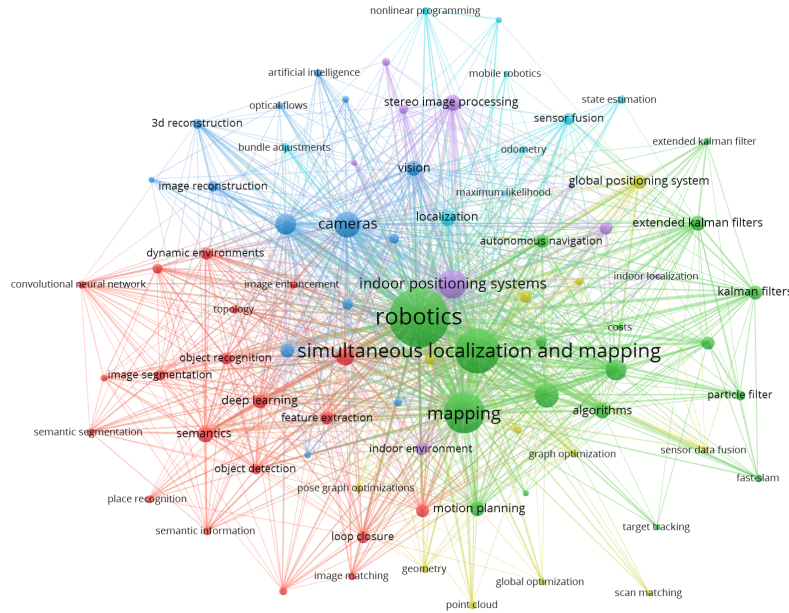 nonlinear programming
artificial intelligence
mobile robotics
optical flows
stereo image processing
state estimation
3d reconstruction
sensor fusion
bundle adjustments
odometry
extended kalman filter
vision
image reconstruction
maximum likelihood
global positioning system
cameras
localization
extended kalman filters
dynamic environments
autonomous navigation
convolutional neural network
image enhancement
indoor positioning systems
indoor localization
kalman filters
topology
robotics
costs
object recognition
simultaneous localization and mapping
image segmentation
deep learning
particle filter
feature extraction
mapping
algorithms
semantic segmentation
semantics
indoor environment
graph optimization
sensor data fusion
object detection
pose graph optimizations
fast-slam
place recognition
motion planning
semantic information
target tracking
loop closure
image matching
geometry
global optimization
scan matching
point cloud